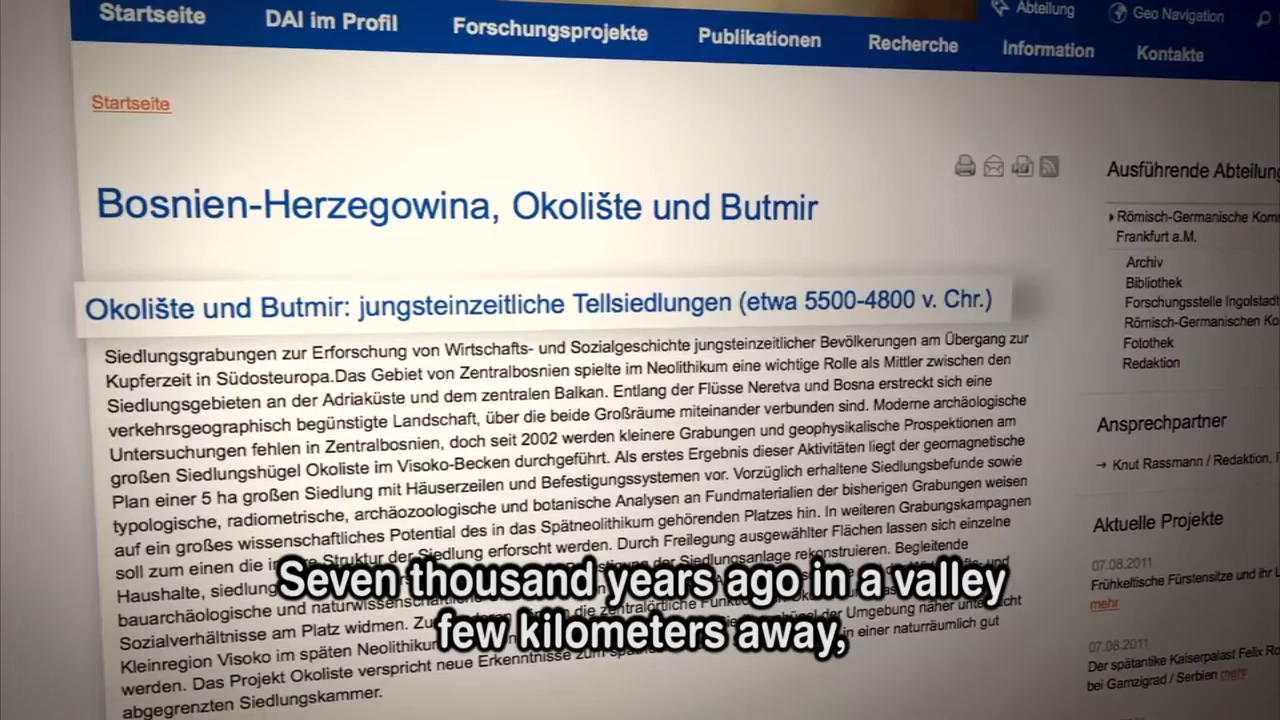 Startseite
DAI im Profil
Forschungsprojekte
Publikationen
Recherche
Information
Kontakte
Abteilung
Geo Navigation
Startseite
Bosnien-Herzegowina, Okolište und Butmir
Okolište und Butmir: jungsteinzeitliche Tellsiedlungen (etwa 5500-4800 v. Chr.)
Siedlungsgrabungen zur Erforschung von Wirtschafts- und Sozialgeschichte jungsteinzeitlicher Bevölkerungen am Übergang zur
Kupferzeit in Südosteuropa.Das Gebiet von Zentralbosnien spielte im Neolithikum eine wichtige Rolle als Mittler zwischen den
Siedlungsgebieten an der Adriaküste und dem zentralen Balkan. Entlang der Flüsse Neretva und Bosna erstreckt sich eine
verkehrsgeographisch begünstigte Landschaft, über die beide Großräume miteinander verbunden sind. Moderne archäologische
Untersuchungen fehlen in Zentralbosnien, doch seit 2002 werden kleinere Grabungen und geophysikalische Prospektionen am
großen Siedlungshügel Okoliste im Visoko-Becken durchgeführt. Als erstes Ergebnis dieser Aktivitäten liegt der geomagnetische
Plan einer 5 ha großen Siedlung mit Häuserzeilen und Befestigungssystemen vor. Vorzüglich erhaltene Siedlungsbefunde sowie
typologische, radiometrische, archäozoologische und botanische Analysen an Fundmaterialien der bisherigen Grabungen weisen
auf ein großes wissenschaftliches Potential des in das Spätneolithikum gehörenden Platzes hin. In weiteren Grabungskampagnen
soll zum einen die Struktur der Siedlung erforscht werden. Durch Freilegung ausgewählter Flächen lassen sich einzelne
Haushalte, der Siedlungsanlage rekonstruieren. Begleitende
bauarchäologische und
Sozialverhältnisse am Platz widmen. die zentralörtliche der Umgebung näher
Kleinregion Visoko im späten in einer naturräumlich gut
werden. Das Projekt Okoliste verspricht neue Erkenntnisse zum
abgegrenzten Siedlungskammer.
Seven thousand years ago in a valley
few kilometers away,
Ausführende Abteilung
Römisch-Germanische
Frankfurt a.M.
Archiv
Bibliothek
Forschungsstelle Ingolstadt
Römisch-Germanischen
Fotothek
Redaktion
Ansprechpartner
→ Knut Rassmann / Redaktion,
Aktuelle Projekte
07.08.2011
Frühkeltische Fürstensitze und ihr
mehr
07.08.2011
Der spätantike Kaiserpalast Felix
bei Gamzigrad / Serbien mehr